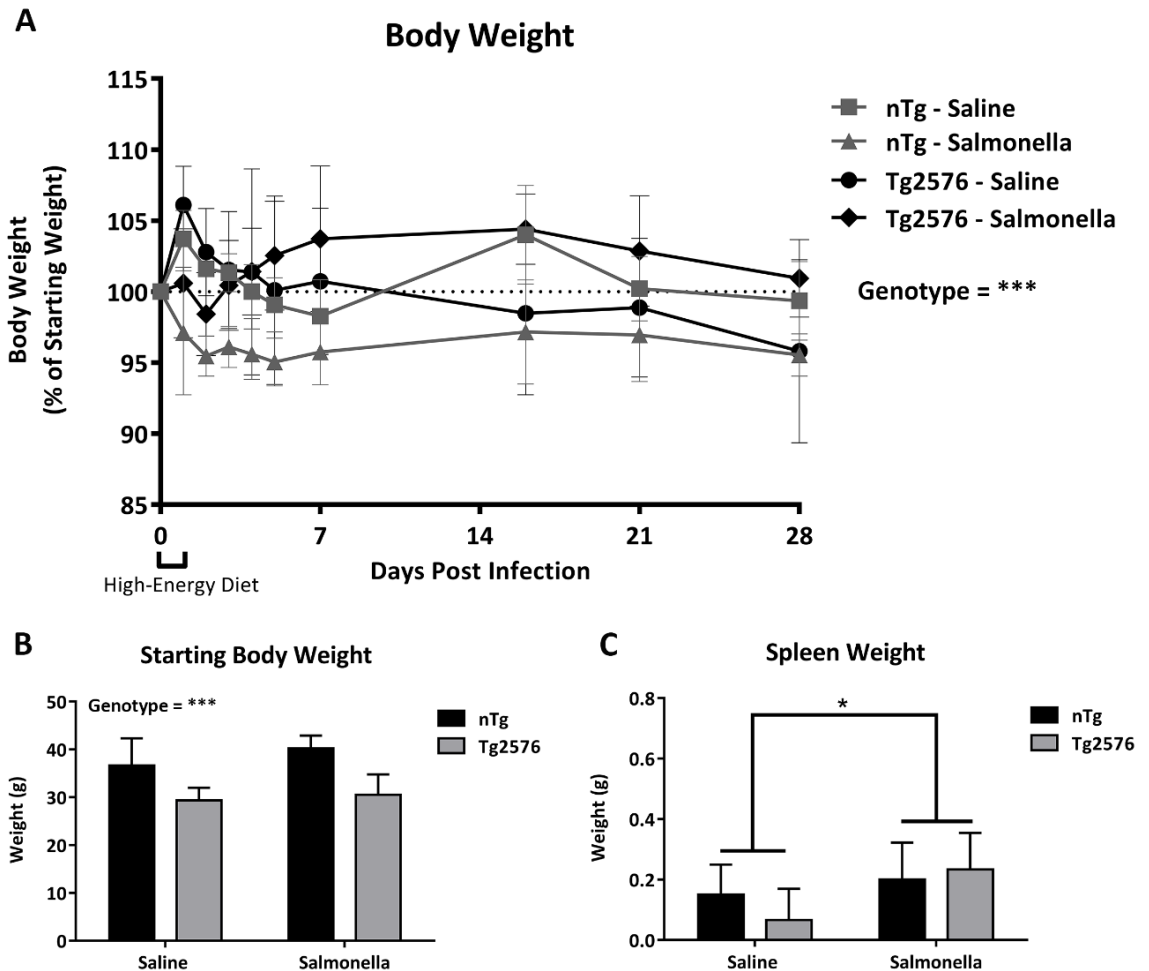 A
Body Weight
115
110
105
100
95
90
85
Body Weight
(% of Starting Weight)
0
7
14
21
28
Days Post Infection
High-Energy Diet
nTg - Saline
nTg - Salmonella
Tg2576 - Saline
Tg2576 - Salmonella
Genotype = ***
B
Starting Body Weight
Genotype = ***
50
40
30
20
10
0
Weight (g)
Saline
Salmonella
nTg
Tg2576
C
Spleen Weight
*
0.8
0.6
0.4
0.2
0.0
Weight (g)
Saline
Salmonella
nTg
Tg2576